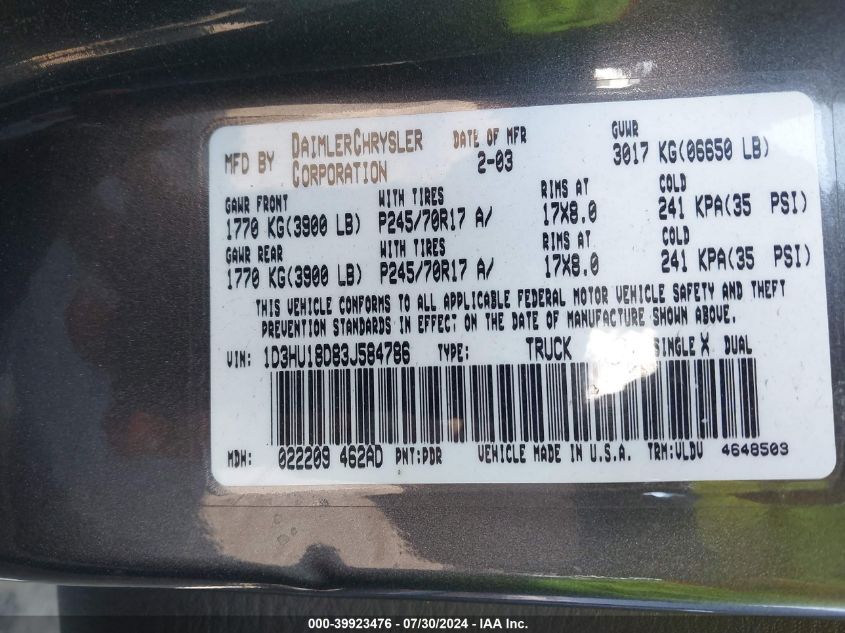 MFD BY DAIMLERCHRYSLER CORPORATION DATE OF MFR 2-03 GVWR 3017 KG(06650 LB)
GAWR FRONT WITH TIRES RIMS AT COLD
1770 KG(3900 LB) P245/70R17 A/ 17X8.0 241 KPA(35 PSI)
GAWR REAR WITH TIRES RIMS AT COLD
1770 KG(3900 LB) P245/70R17 A/ 17X8.0 241 KPA(35 PSI)
THIS VEHICLE CONFORMS TO ALL APPLICABLE FEDERAL MOTOR VEHICLE SAFETY AND THEFT
PREVENTION STANDARDS IN EFFECT ON THE DATE OF MANUFACTURE SHOWN ABOVE.
VIN: 1D3HU18D83J584786 TYPE: TRUCK SINGLE X DUAL
MDH: 022209 462AD PNT:PDR VEHICLE MADE IN U.S.A. TRM:VLDV 4648503
000-39923476 - 07/30/2024 - IAA Inc.